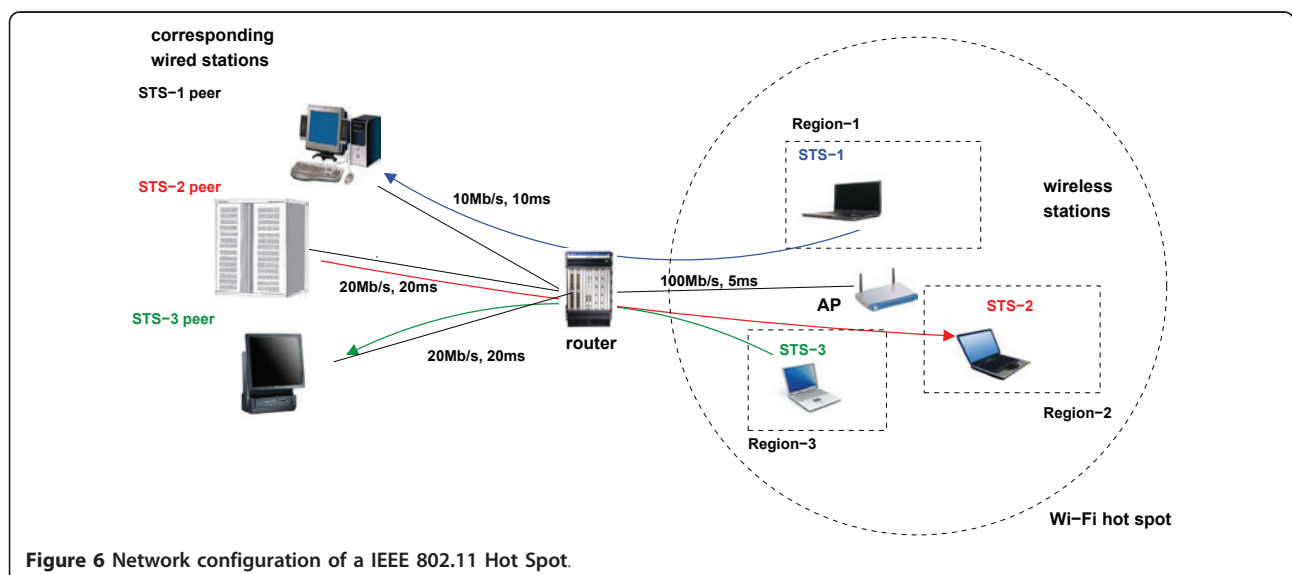 corresponding
wired stations
STS−1 peer
STS−2 peer
STS−3 peer
10Mb/s, 10ms
20Mb/s, 20ms
20Mb/s, 20ms
router
100Mb/s, 5ms
AP
Region−1
STS−1
wireless
stations
STS−2
STS−3
Region−2
Region−3
Wi−Fi hot spot
Figure 6 Network configuration of a IEEE 802.11 Hot Spot.